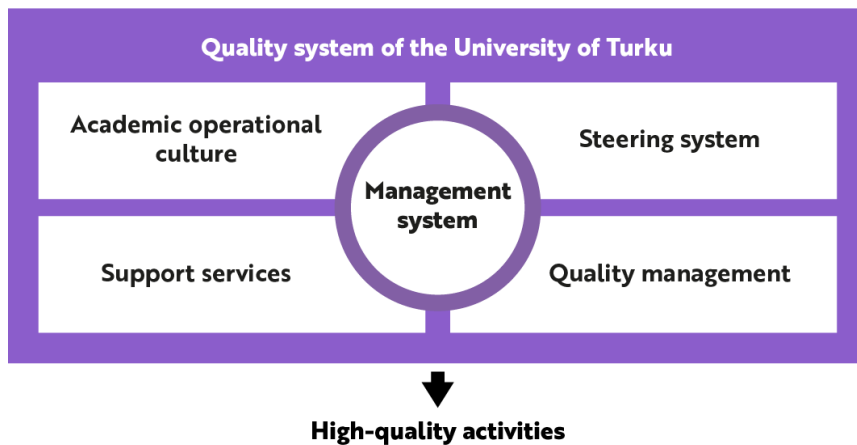 Quality system of the University of Turku
Academic operational
culture
Steering system
Management
system
Support services
Quality management
High-quality activities